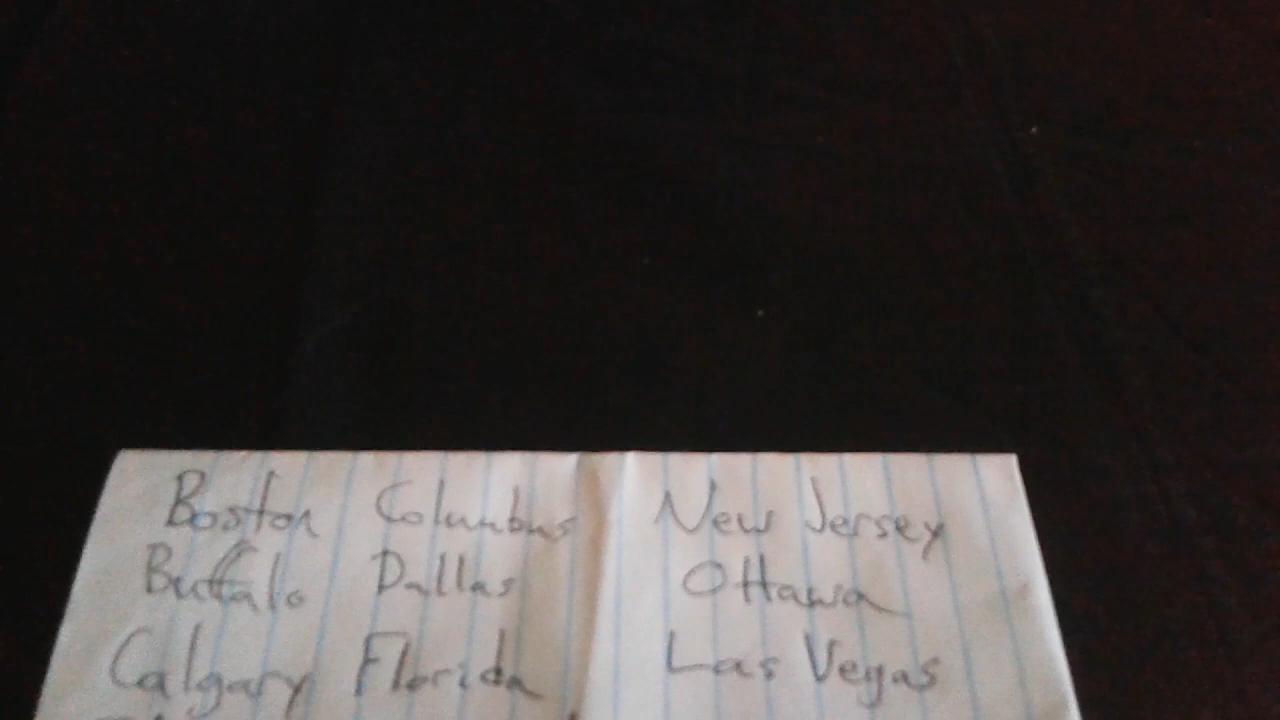 Boston Columbus New Jersey
Buffalo Dallas Ottawa
Calgary Florida Las Vegas